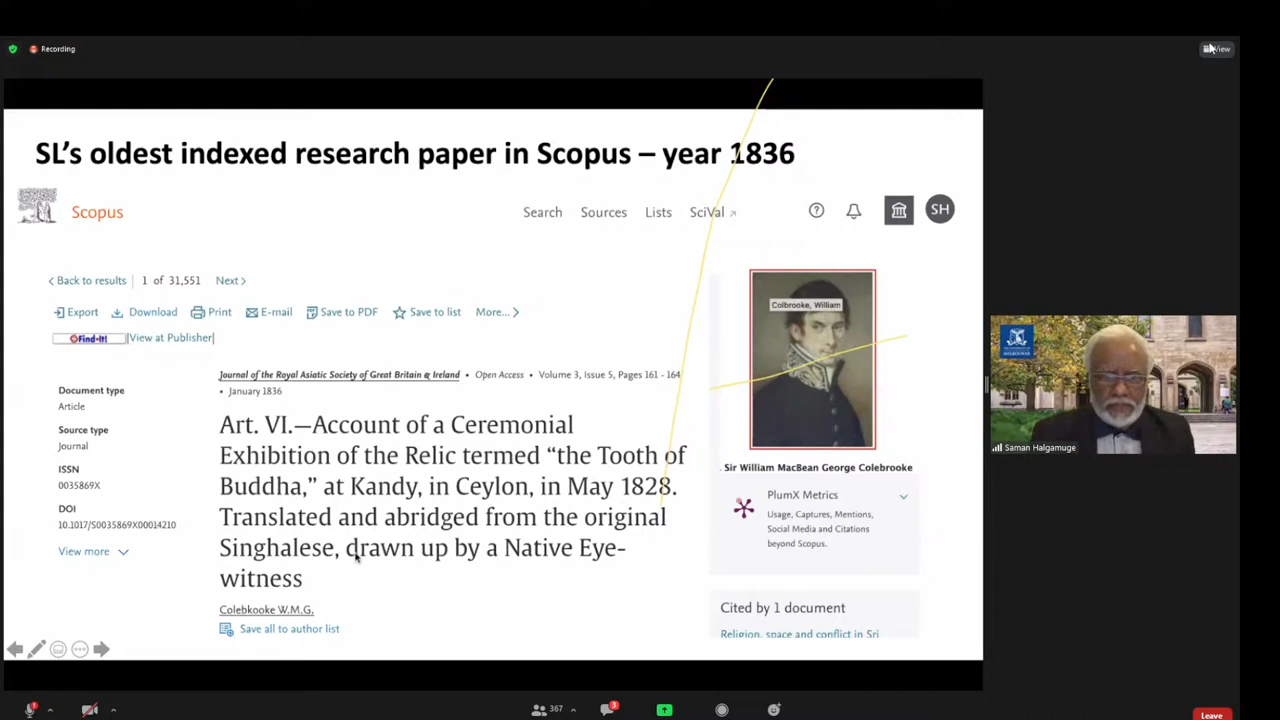 Recording
View
SL's oldest indexed research paper in Scopus – year 1836
Scopus
Search Sources Lists SciVal ↗
SH
Back to results | 1 of 31,551 Next
Export Download Print E-mail Save to PDF Save to list More...
Find-It! |View at Publisher|
Document type
Article
Source type
Journal
ISSN
0035869X
DOI
10.1017/S0035869X00014210
View more
Journal of the Royal Asiatic Society of Great Britain & Ireland • Open Access • Volume 3, Issue 5, Pages 161 - 164
• January 1836
Art. VI.—Account of a Ceremonial
Exhibition of the Relic termed “the Tooth of
Buddha,” at Kandy, in Ceylon, in May 1828.
Translated and abridged from the original
Singhalese, drawn up by a Native Eye-
witness
Colebkooke W.M.G.
Save all to author list
Colbrooke, William
. Sir William MacBean George Colebrooke
PlumX Metrics
Usage, Captures, Mentions,
Social Media and Citations
beyond Scopus.
Cited by 1 document
Religion, space and conflict in Sri
THE UNIVERSITY OF
MELBOURNE
Saman Halgamuge
367
3
Leave